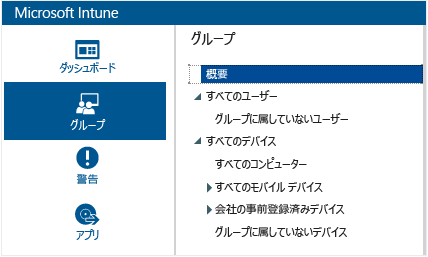 Microsoft Intune
ダッシュボード
グループ
警告
アプリ
グループ
概要
すべてのユーザー
グループに属していないユーザー
すべてのデバイス
すべてのコンピューター
すべてのモバイル デバイス
会社の事前登録済みデバイス
グループに属していないデバイス